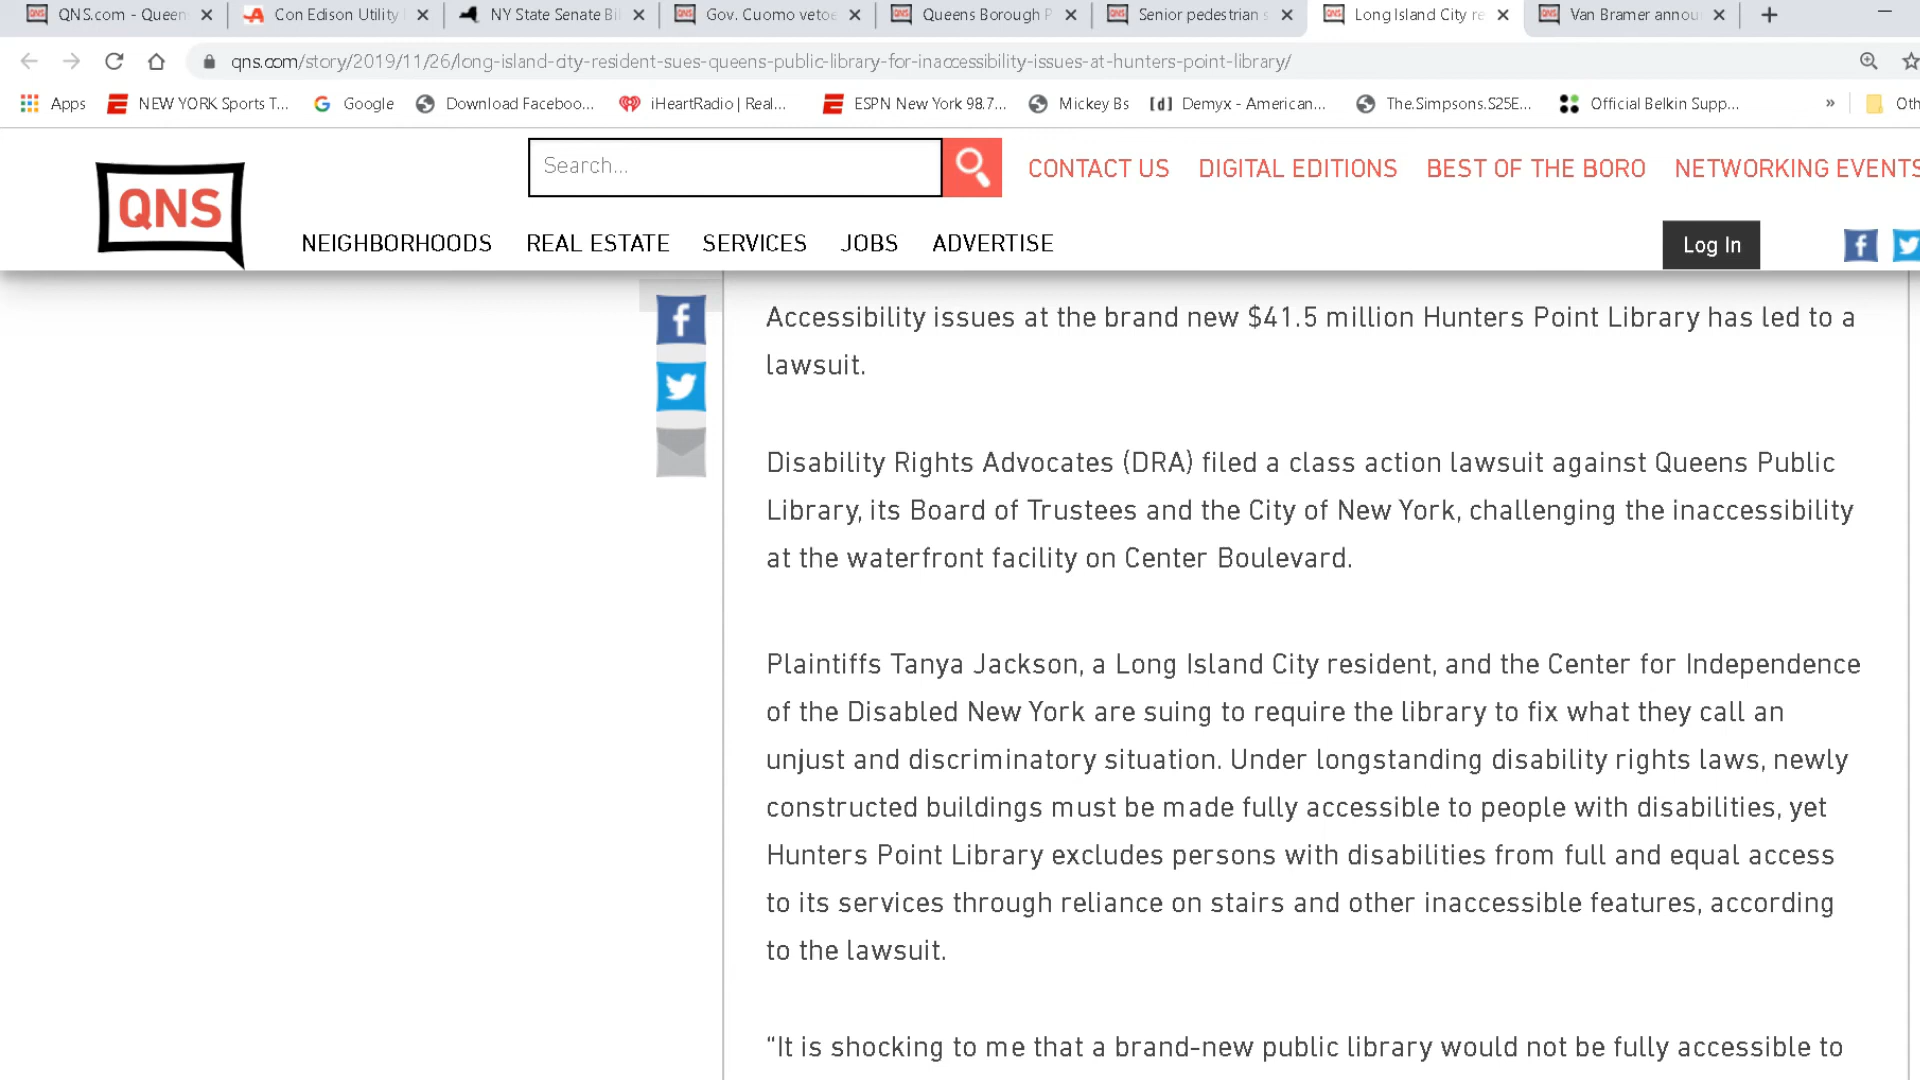 QNS.com - Queen
Con Edison Utility
NY State Senate Bil
Gov. Cuomo vetoe
Queens Borough P
Senior pedestrian s
Long Island City re
Van Bramer annou
qns.com/story/2019/11/26/long-island-city-resident-sues-queens-public-library-for-inaccessibility-issues-at-hunters-point-library/
Apps
NEW YORK Sports T...
Google
Download Faceboo...
iHeartRadio | Real...
ESPN New York 98.7...
Mickey Bs
[d] Demyx - American...
The.Simpsons.S25E...
Official Belkin Supp...
»
Oth
QNS
Search...
CONTACT US
DIGITAL EDITIONS
BEST OF THE BORO
NETWORKING EVENTS
NEIGHBORHOODS
REAL ESTATE
SERVICES
JOBS
ADVERTISE
Log In
Accessibility issues at the brand new $41.5 million Hunters Point Library has led to a
lawsuit.
Disability Rights Advocates (DRA) filed a class action lawsuit against Queens Public
Library, its Board of Trustees and the City of New York, challenging the inaccessibility
at the waterfront facility on Center Boulevard.
Plaintiffs Tanya Jackson, a Long Island City resident, and the Center for Independence
of the Disabled New York are suing to require the library to fix what they call an
unjust and discriminatory situation. Under longstanding disability rights laws, newly
constructed buildings must be made fully accessible to people with disabilities, yet
Hunters Point Library excludes persons with disabilities from full and equal access
to its services through reliance on stairs and other inaccessible features, according
to the lawsuit.
“It is shocking to me that a brand-new public library would not be fully accessible to